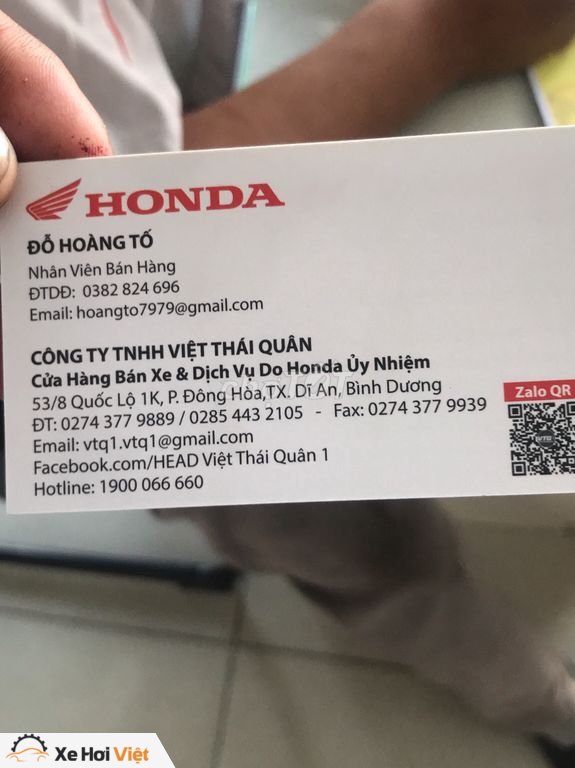 HONDA
ĐỖ HOÀNG TỐ
Nhân Viên Bán Hàng
ĐTDĐ: 0382 824 696
Email: hoangto7979@gmail.com
CÔNG TY TNHH VIỆT THÁI QUÂN
Cửa Hàng Bán Xe & Dịch Vụ Do Honda Ủy Nhiệm
53/8 Quốc Lộ 1K, P. Đông Hòa,TX. Dĩ An, Bình Dương
ĐT: 0274 377 9889 / 0285 443 2105 - Fax: 0274 377 9939
Email: vtq1.vtq1@gmail.com
Facebook.com/HEAD Việt Thái Quân 1
Hotline: 1900 066 660
Zalo QR
Xe Hơi Việt